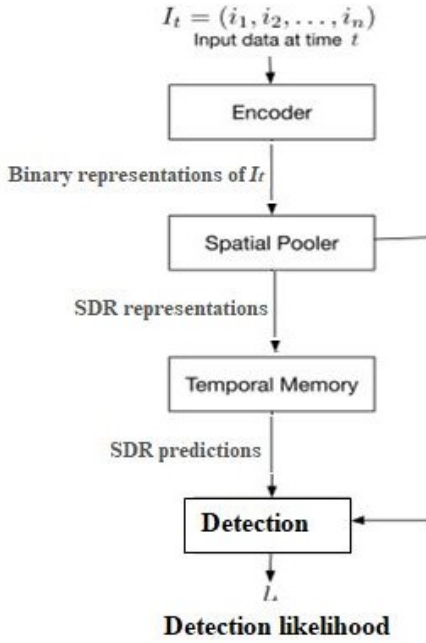 I_t = (i_1, i_2, ..., i_n)
Input data at time t
Encoder
Binary representations of I_t
Spatial Pooler
SDR representations
Temporal Memory
SDR predictions
Detection
L
Detection likelihood